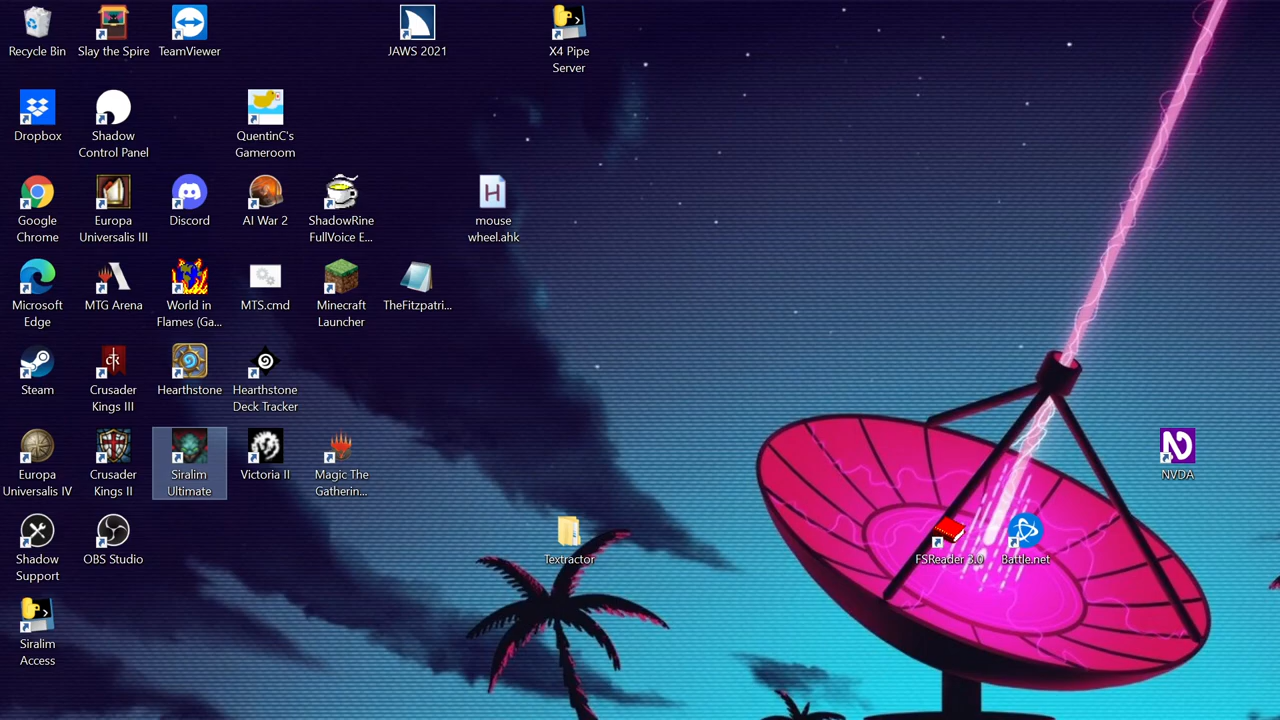 Recycle Bin
Slay the Spire
TeamViewer
JAWS 2021
X4 Pipe
Server
Dropbox
Shadow
Control Panel
QuentinC's
Gameroom
Google
Chrome
Europa
Universalis III
Discord
AI War 2
ShadowRine
FullVoice E...
H
mouse
wheel.ahk
Microsoft
Edge
MTG Arena
World in
Flames (Ga...
MTS.cmd
Minecraft
Launcher
TheFitzpatri...
Steam
Crusader
Kings III
Hearthstone
Hearthstone
Deck Tracker
Europa
Universalis IV
Crusader
Kings II
Siralim
Ultimate
Victoria II
Magic The
Gatherin...
NVDA
Shadow
Support
OBS Studio
Textractor
FSReader 3.0
Battle.net
Siralim
Access